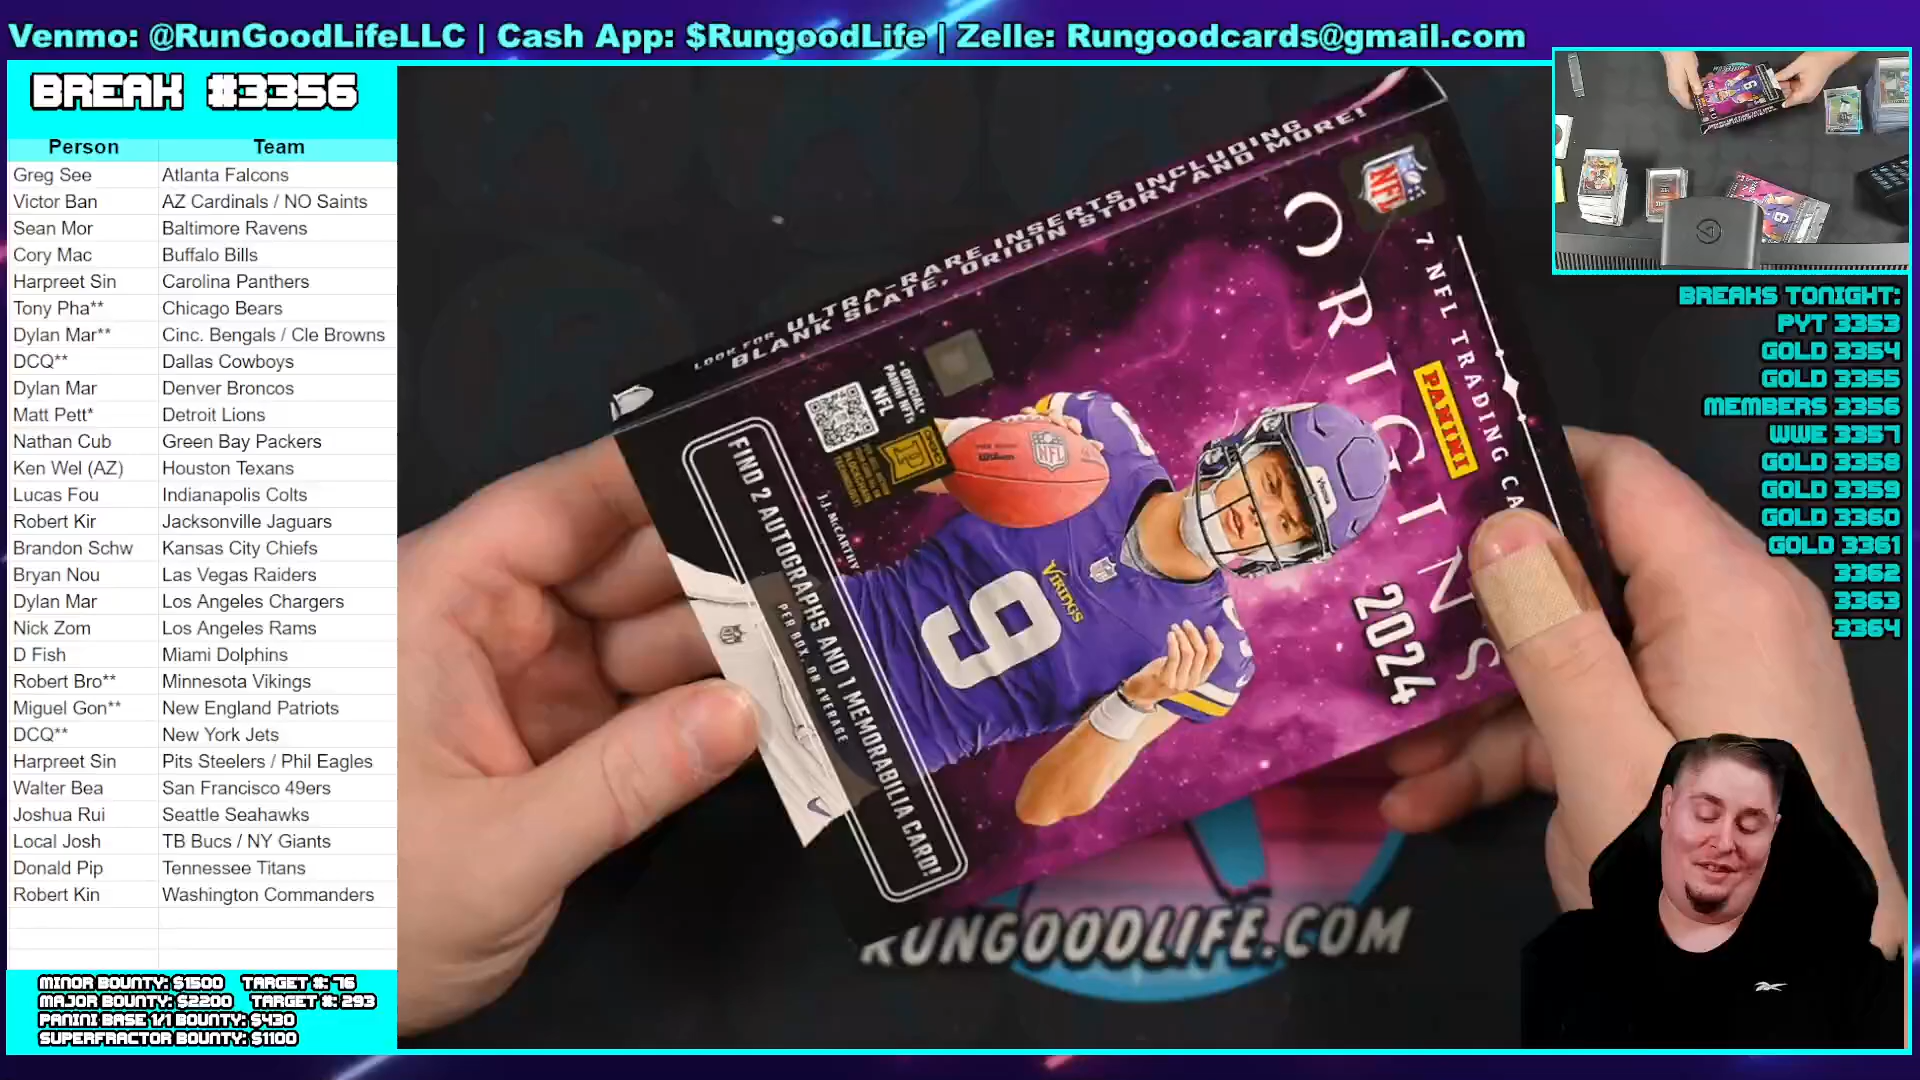 Venmo: @RunGoodLifeLLC | Cash App: $RungoodLife | Zelle: Rungoodcards@gmail.com
BREAK #3356
Person Team
Greg See Atlanta Falcons
Victor Ban AZ Cardinals / NO Saints
Sean Mor Baltimore Ravens
Cory Mac Buffalo Bills
Harpreet Sin Carolina Panthers
Tony Pha** Chicago Bears
Dylan Mar** Cinc. Bengals / Cle Browns
DCQ** Dallas Cowboys
Dylan Mar Denver Broncos
Matt Pett* Detroit Lions
Nathan Cub Green Bay Packers
Ken Wel (AZ) Houston Texans
Lucas Fou Indianapolis Colts
Robert Kir Jacksonville Jaguars
Brandon Schw Kansas City Chiefs
Bryan Nou Las Vegas Raiders
Dylan Mar Los Angeles Chargers
Nick Zom Los Angeles Rams
D Fish Miami Dolphins
Robert Bro** Minnesota Vikings
Miguel Gon** New England Patriots
DCQ** New York Jets
Harpreet Sin Pits Steelers / Phil Eagles
Walter Bea San Francisco 49ers
Joshua Rui Seattle Seahawks
Local Josh TB Bucs / NY Giants
Donald Pip Tennessee Titans
Robert Kin Washington Commanders
MINOR BOUNTY: $1500 TARGET #: 76
MAJOR BOUNTY: $2200 TARGET #: 293
PANINI BASE 1/1 BOUNTY: $430
SUPERFRACTOR BOUNTY: $1100
LOOK FOR ULTRA-RARE INSERTS INCLUDING
BLANK SLATE, ORIGIN STORY AND MORE!
NFL
7 NFL TRADING CA
PANINI
ORIGINS
2024
OFFICIAL
PANINI NFTS
NFL
NFL
VIKINGS
9
J.J. McCARTHY
FIND 2 AUTOGRAPHS AND 1 MEMORABILIA CARD!
PER BOX, ON AVERAGE
RUNGOODLIFE.COM
BREAKS TONIGHT:
PYT 3353
GOLD 3354
GOLD 3355
MEMBERS 3356
WWE 3357
GOLD 3358
GOLD 3359
GOLD 3360
GOLD 3361
3362
3363
3364